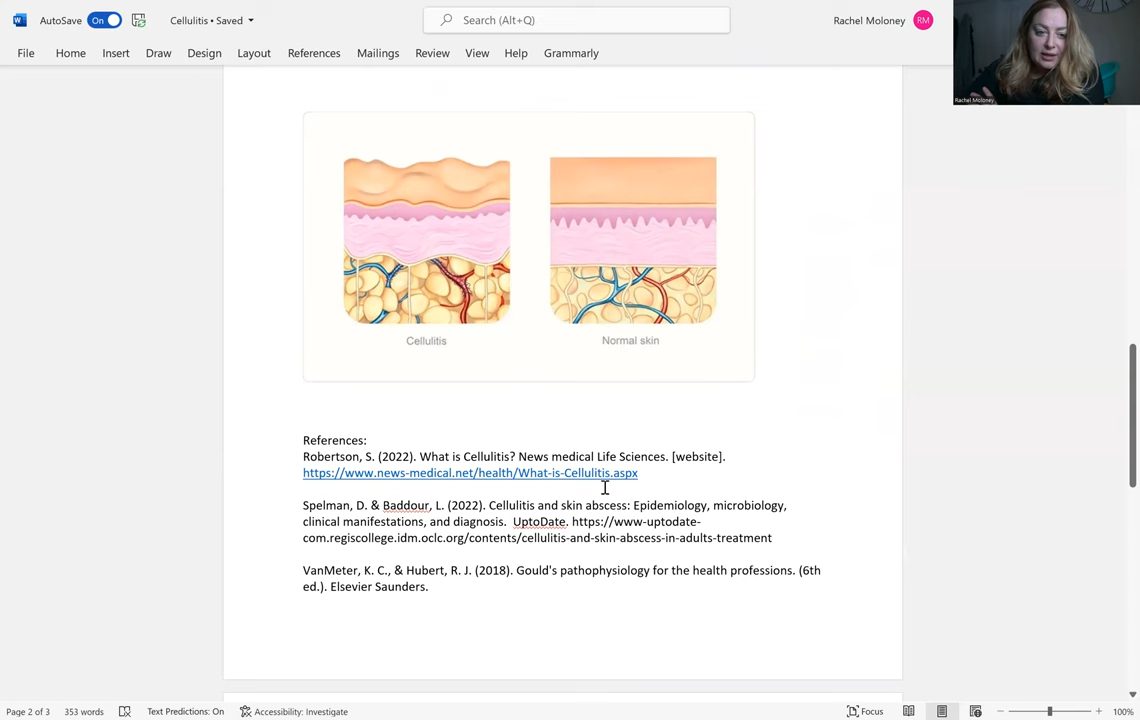 AutoSave On Cellulitis • Saved Search (Alt+Q) Rachel Moloney RM
File Home Insert Draw Design Layout References Mailings Review View Help Grammarly
Rachel Moloney
Cellulitis Normal skin
References:
Robertson, S. (2022). What is Cellulitis? News medical Life Sciences. [website].
https://www.news-medical.net/health/What-is-Cellulitis.aspx
Spelman, D. & Baddour, L. (2022). Cellulitis and skin abscess: Epidemiology, microbiology,
clinical manifestations, and diagnosis. UptoDate. https://www-uptodate-
com.regiscollege.idm.oclc.org/contents/cellulitis-and-skin-abscess-in-adults-treatment
VanMeter, K. C., & Hubert, R. J. (2018). Gould's pathophysiology for the health professions. (6th
ed.). Elsevier Saunders.
Page 2 of 3 353 words Text Predictions: On Accessibility: Investigate Focus 100%